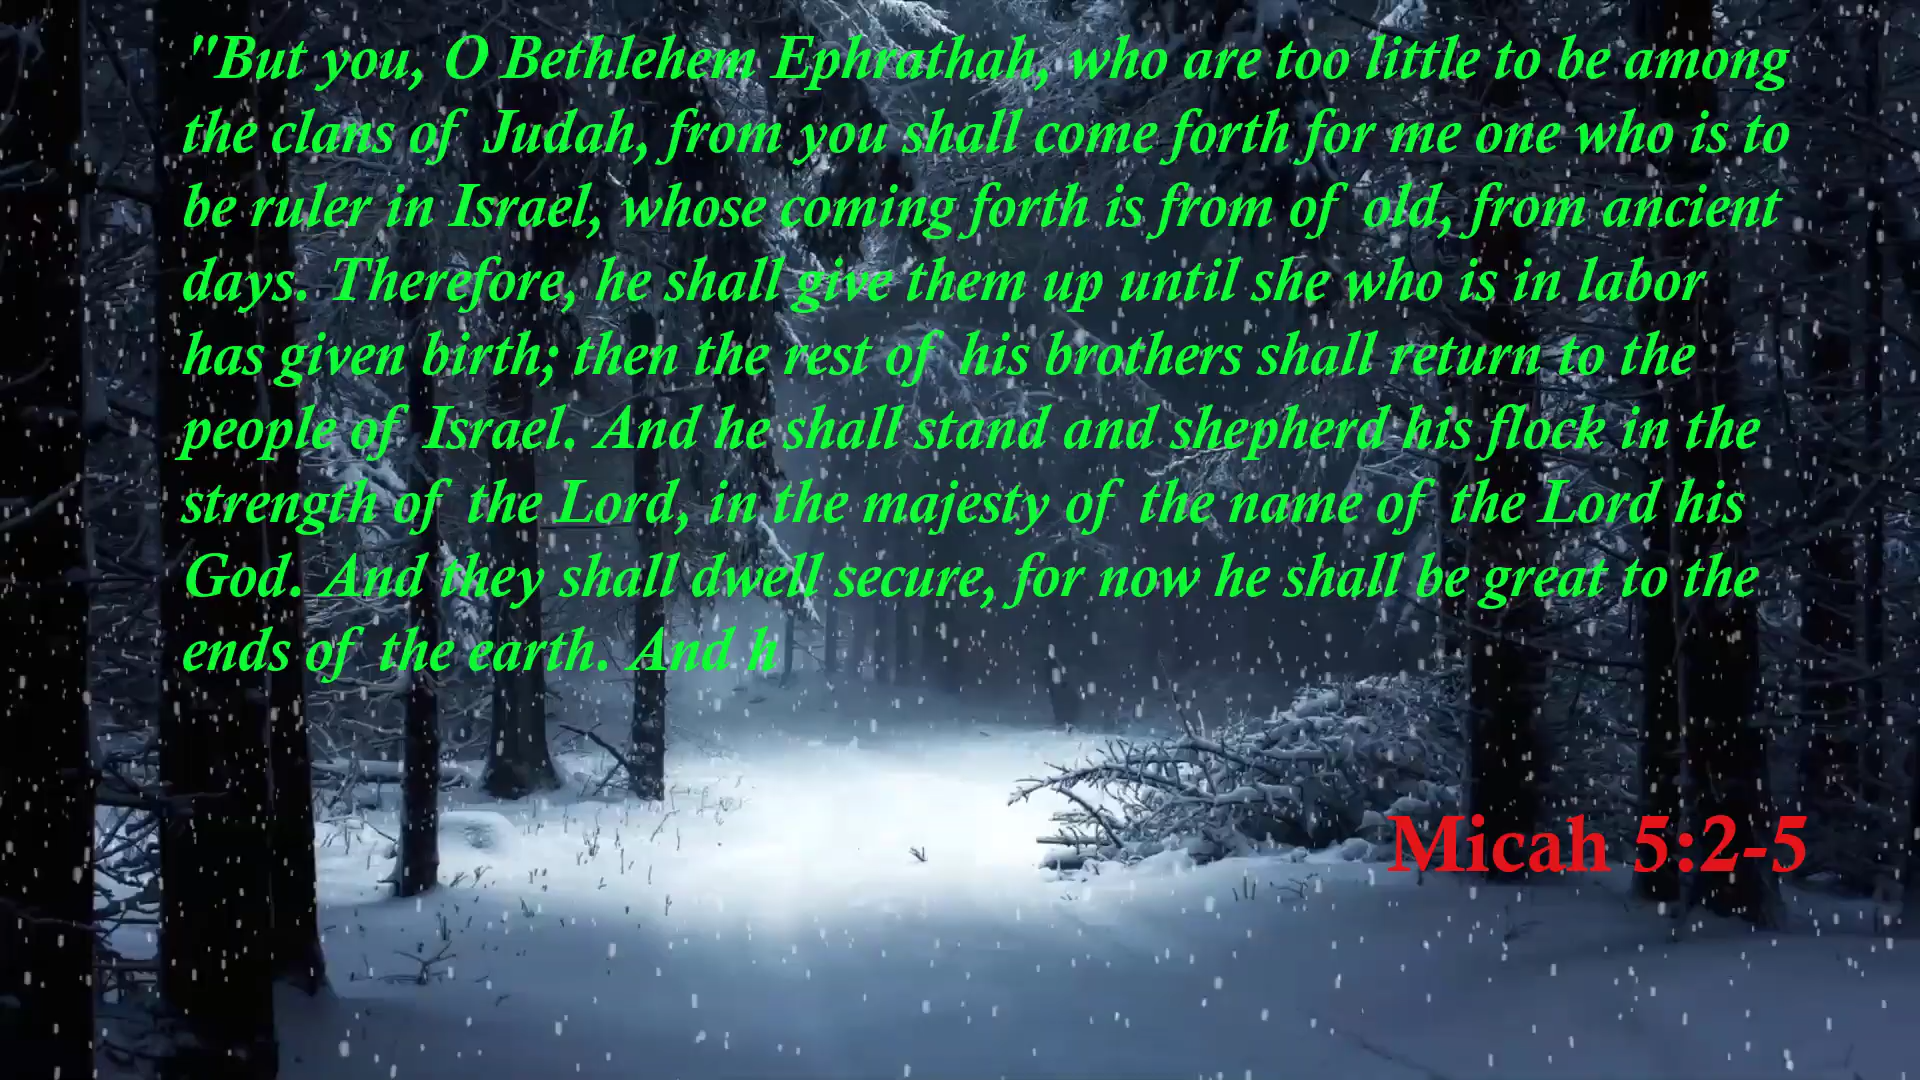 "But you, O Bethlehem Ephrathah, who are too little to be among
the clans of Judah, from you shall come forth for me one who is to
be ruler in Israel, whose coming forth is from of old, from ancient
days. Therefore, he shall give them up until she who is in labor
has given birth; then the rest of his brothers shall return to the
people of Israel. And he shall stand and shepherd his flock in the
strength of the Lord, in the majesty of the name of the Lord his
God. And they shall dwell secure, for now he shall be great to the
ends of the earth. And h
Micah 5:2-5